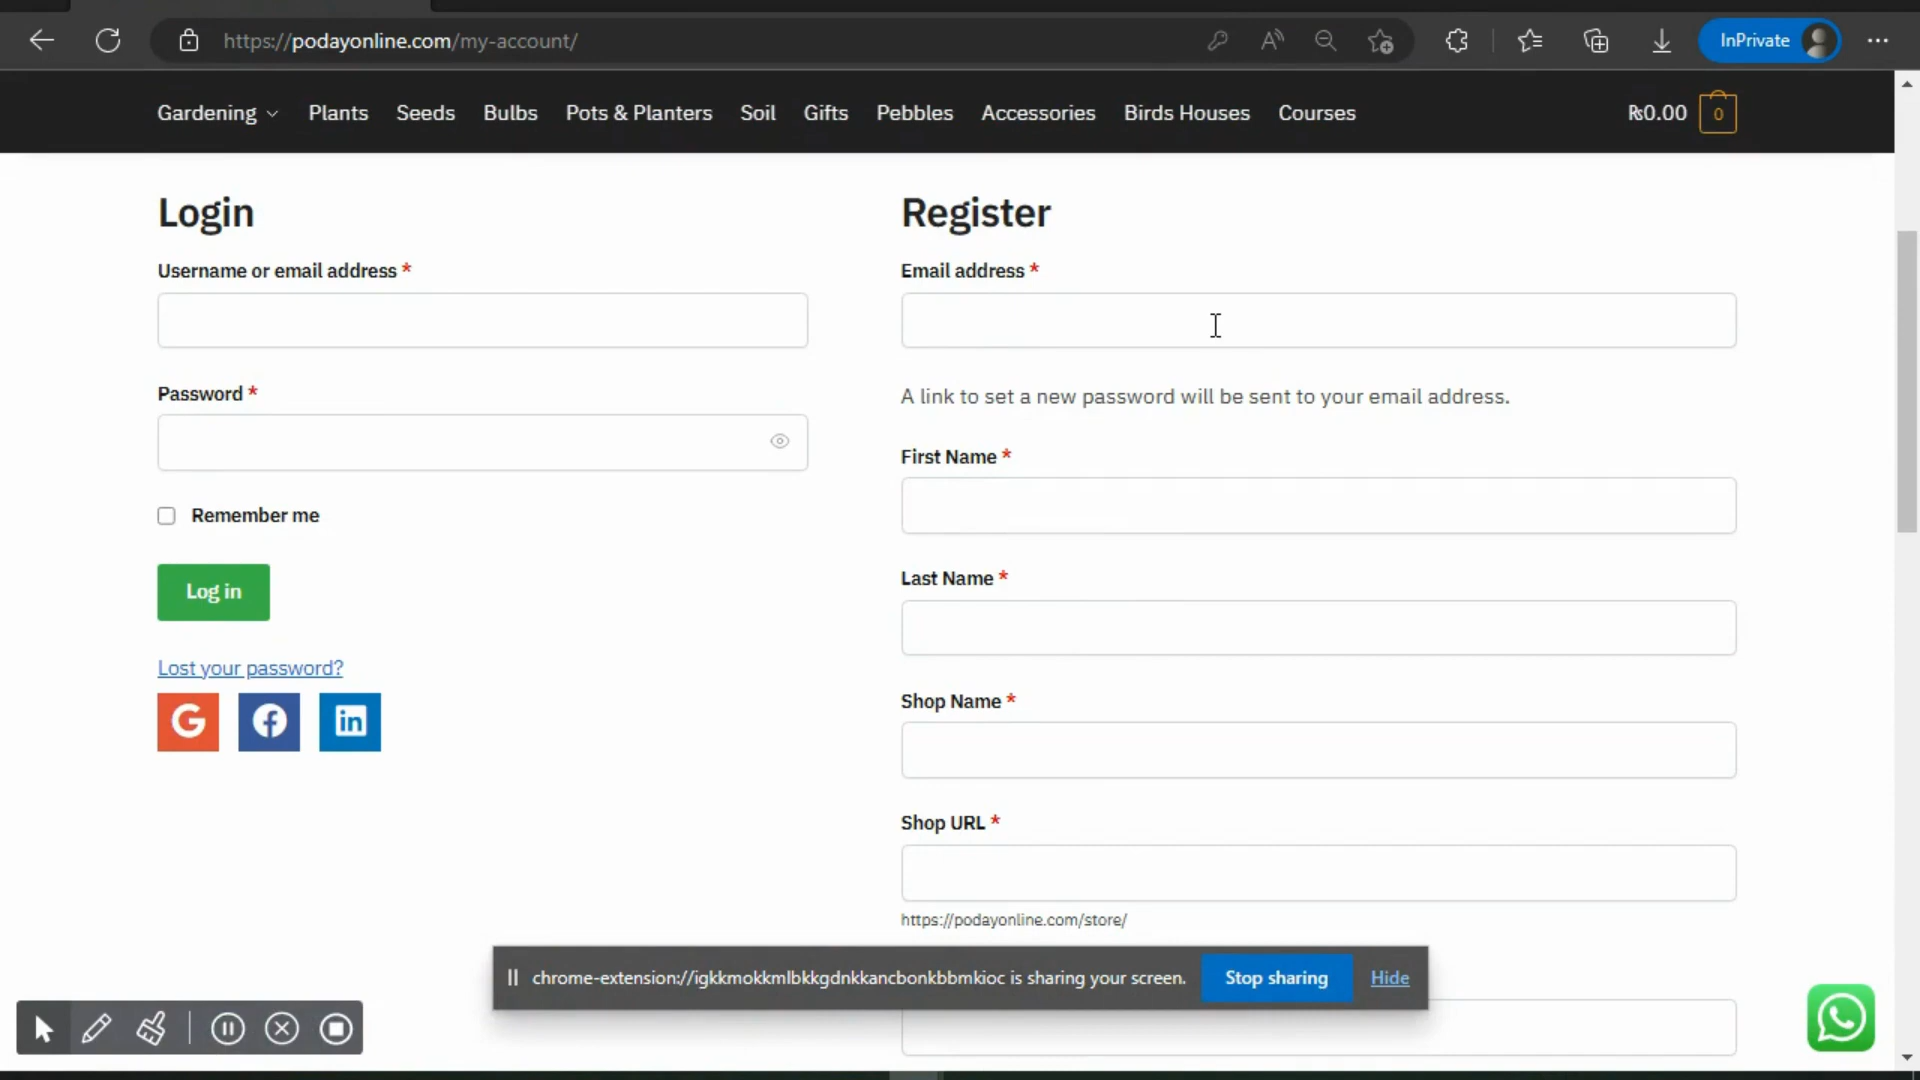 https://podayonline.com/my-account/
InPrivate
Gardening Plants Seeds Bulbs Pots & Planters Soil Gifts Pebbles Accessories Birds Houses Courses ₨0.00 0
Login
Username or email address *
Password *
Remember me
Log in
Lost your password?
Register
Email address *
A link to set a new password will be sent to your email address.
First Name *
Last Name *
Shop Name *
Shop URL *
https://podayonline.com/store/
chrome-extension://igkkmokkmlbkkgdnkkancbonkbbmkioc is sharing your screen. Stop sharing Hide